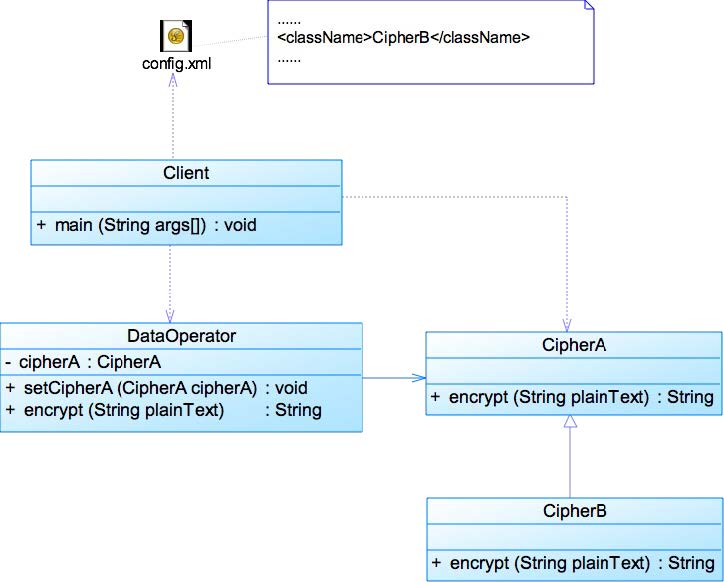 ......
<className>CipherB</className>
......
config.xml
Client
+ main (String args[]) : void
DataOperator
- cipherA : CipherA
+ setCipherA (CipherA cipherA) : void
+ encrypt (String plainText) : String
CipherA
+ encrypt (String plainText) : String
CipherB
+ encrypt (String plainText) : String